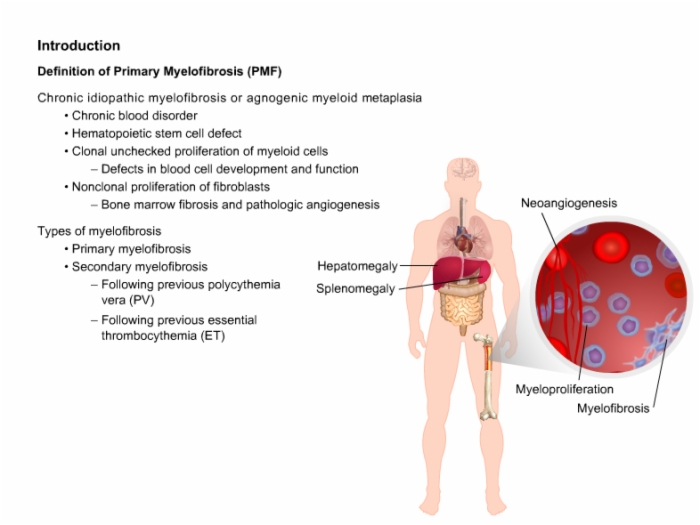 Introduction
Definition of Primary Myelofibrosis (PMF)
Chronic idiopathic myelofibrosis or agnogenic myeloid metaplasia
• Chronic blood disorder
• Hematopoietic stem cell defect
• Clonal unchecked proliferation of myeloid cells
– Defects in blood cell development and function
• Nonclonal proliferation of fibroblasts
– Bone marrow fibrosis and pathologic angiogenesis
Types of myelofibrosis
• Primary myelofibrosis
• Secondary myelofibrosis
– Following previous polycythemia
vera (PV)
– Following previous essential
thrombocythemia (ET)
Hepatomegaly
Splenomegaly
Neoangiogenesis
Myeloproliferation
Myelofibrosis